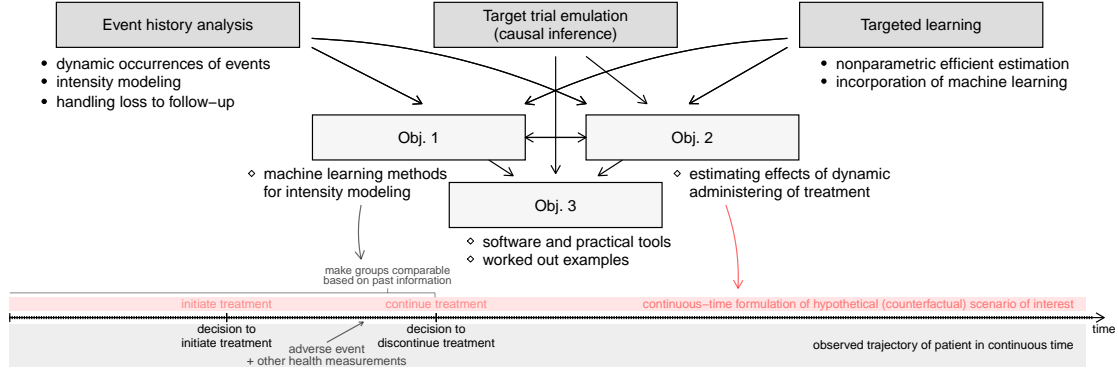 Event history analysis
Target trial emulation
(causal inference)
Targeted learning
• dynamic occurrences of events
• intensity modeling
• handling loss to follow−up
• nonparametric efficient estimation
• incorporation of machine learning
Obj. 1
Obj. 2
⋄ machine learning methods
for intensity modeling
⋄ estimating effects of dynamic
administering of treatment
Obj. 3
⋄ software and practical tools
⋄ worked out examples
make groups comparable
based on past information
initiate treatment
continue treatment
continuous−time formulation of hypothetical (counterfactual) scenario of interest
time
decision to
initiate treatment
decision to
discontinue treatment
adverse event
+ other health measurements
observed trajectory of patient in continuous time